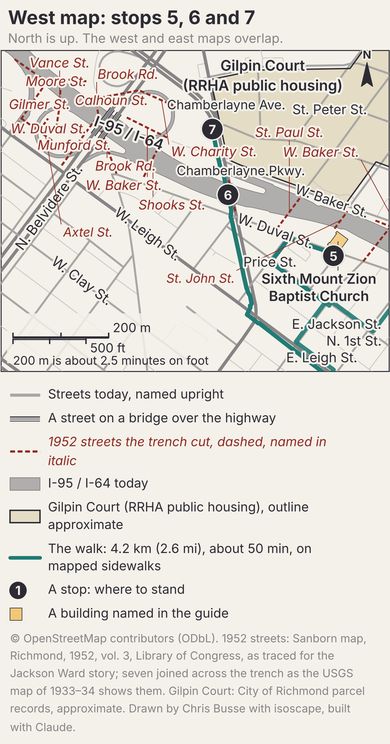 West map: stops 5, 6 and 7
North is up. The west and east maps overlap.
Vance St.
Moore St.
Brook Rd.
Gilpin Court
(RRHA public housing)
N
Gilmer St.
Calhoun St.
Chamberlayne Ave.
St. Peter St.
W. Duval St.
I-95 / I-64
7
St. Paul St.
Munford St.
W. Charity St.
W. Baker St.
Brook Rd.
Chamberlayne Pkwy.
W. Baker St.
6
W. Baker St.
N. Belvidere St.
Shooks St.
W. Leigh St.
W. Duval St.
Axtel St.
5
Price St.
W. Clay St.
St. John St.
Sixth Mount Zion
Baptist Church
200 m
E. Jackson St.
500 ft
N. 1st St.
200 m is about 2.5 minutes on foot
E. Leigh St.
Streets today, named upright
A street on a bridge over the highway
1952 streets the trench cut, dashed, named in
italic
I-95 / I-64 today
Gilpin Court (RRHA public housing), outline
approximate
The walk: 4.2 km (2.6 mi), about 50 min, on
mapped sidewalks
1 A stop: where to stand
A building named in the guide
© OpenStreetMap contributors (ODbL). 1952 streets: Sanborn map,
Richmond, 1952, vol. 3, Library of Congress, as traced for the
Jackson Ward story; seven joined across the trench as the USGS
map of 1933–34 shows them. Gilpin Court: City of Richmond parcel
records, approximate. Drawn by Chris Busse with isoscape, built
with Claude.